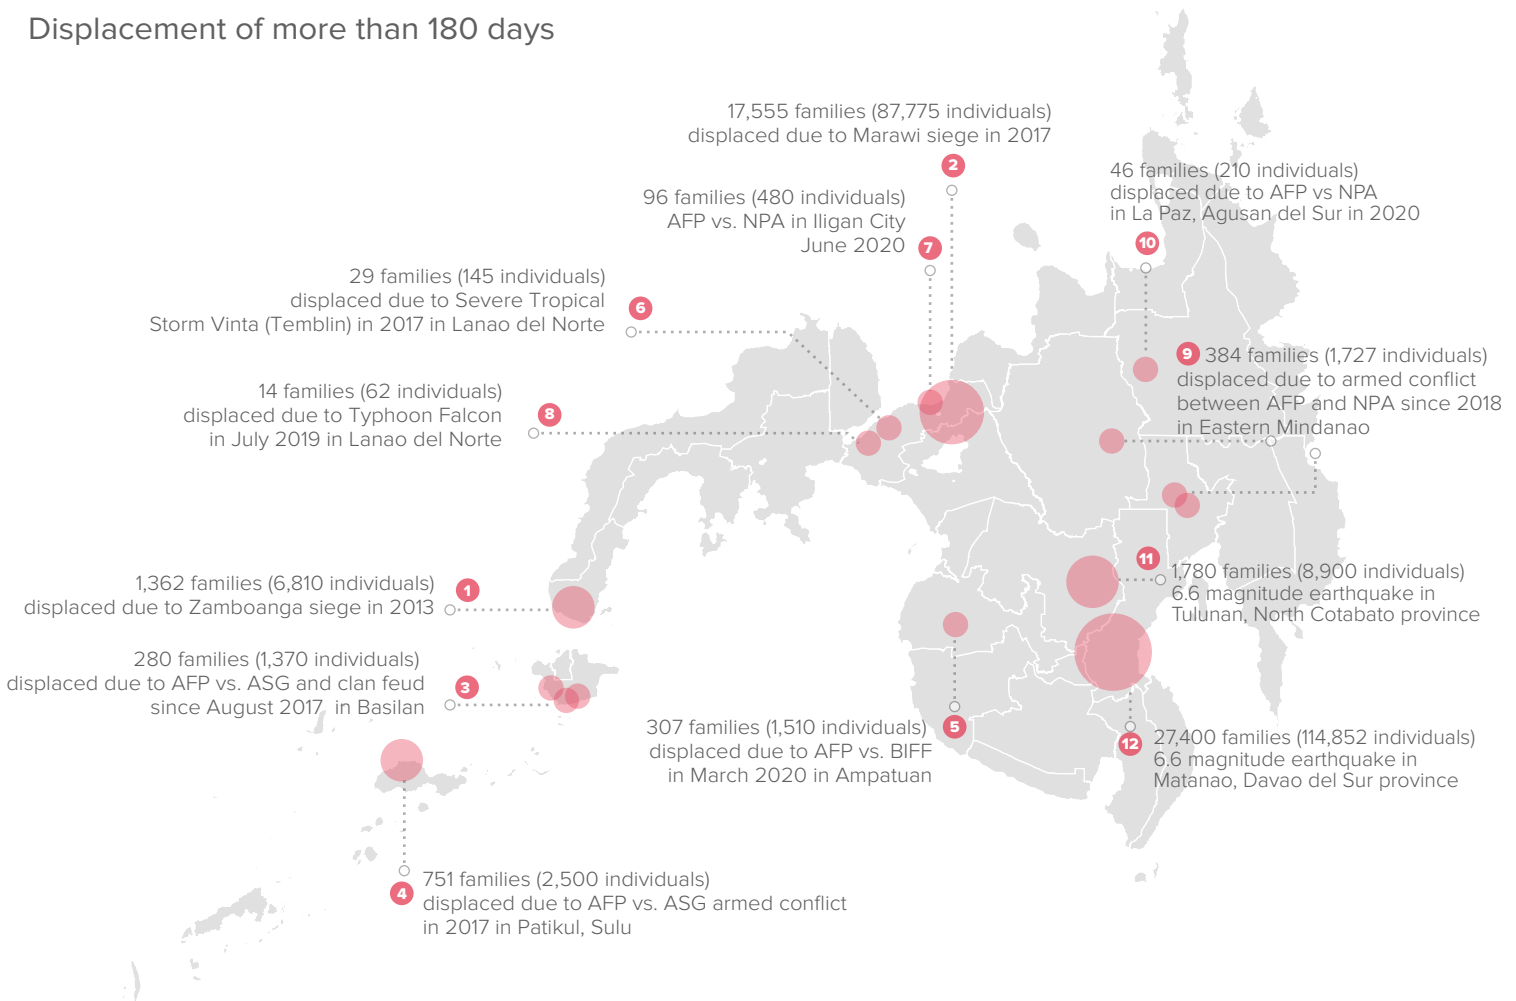 Displacement of more than 180 days
17,555 families (87,775 individuals)
displaced due to Marawi siege in 2017
2
96 families (480 individuals)
AFP vs. NPA in Iligan City
June 2020
7
46 families (210 individuals)
displaced due to AFP vs NPA
in La Paz, Agusan del Sur in 2020
10
29 families (145 individuals)
displaced due to Severe Tropical
Storm Vinta (Temblin) in 2017 in Lanao del Norte
6
9 384 families (1,727 individuals)
displaced due to armed conflict
between AFP and NPA since 2018
in Eastern Mindanao
14 families (62 individuals)
displaced due to Typhoon Falcon
in July 2019 in Lanao del Norte
8
1,362 families (6,810 individuals)
displaced due to Zamboanga siege in 2013
1
11
1,780 families (8,900 individuals)
6.6 magnitude earthquake in
Tulunan, North Cotabato province
280 families (1,370 individuals)
displaced due to AFP vs. ASG and clan feud
since August 2017 in Basilan
3
307 families (1,510 individuals)
displaced due to AFP vs. BIFF
in March 2020 in Ampatuan
5
12
27,400 families (114,852 individuals)
6.6 magnitude earthquake in
Matanao, Davao del Sur province
4
751 families (2,500 individuals)
displaced due to AFP vs. ASG armed conflict
in 2017 in Patikul, Sulu